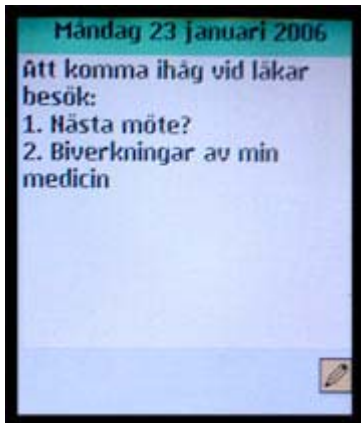 Måndag 23 januari 2006
Att komma ihåg vid läkar
besök:
1. Nästa möte?
2. Biverkningar av min
medicin